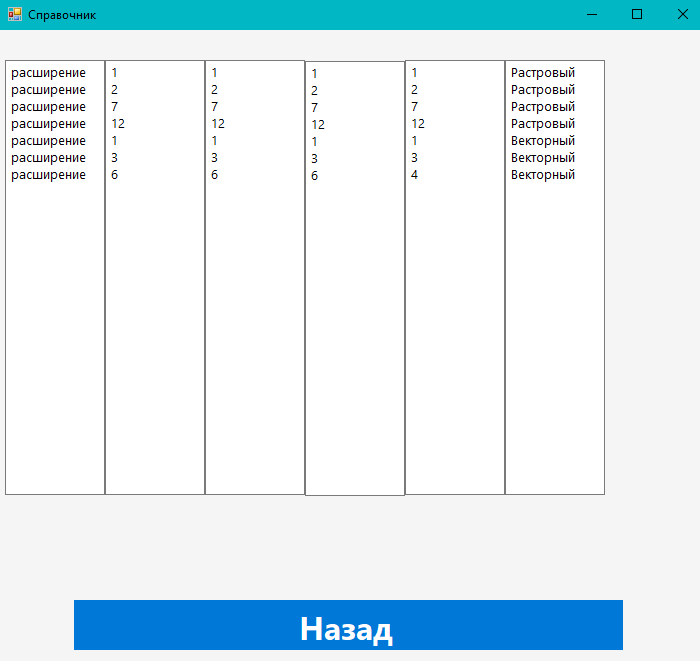 Справочник
расширение 1 1 1 1 Растровый
расширение 2 2 2 2 Растровый
расширение 7 7 7 7 Растровый
расширение 12 12 12 12 Растровый
расширение 1 1 1 1 Векторный
расширение 3 3 3 3 Векторный
расширение 6 6 6 4 Векторный
Назад